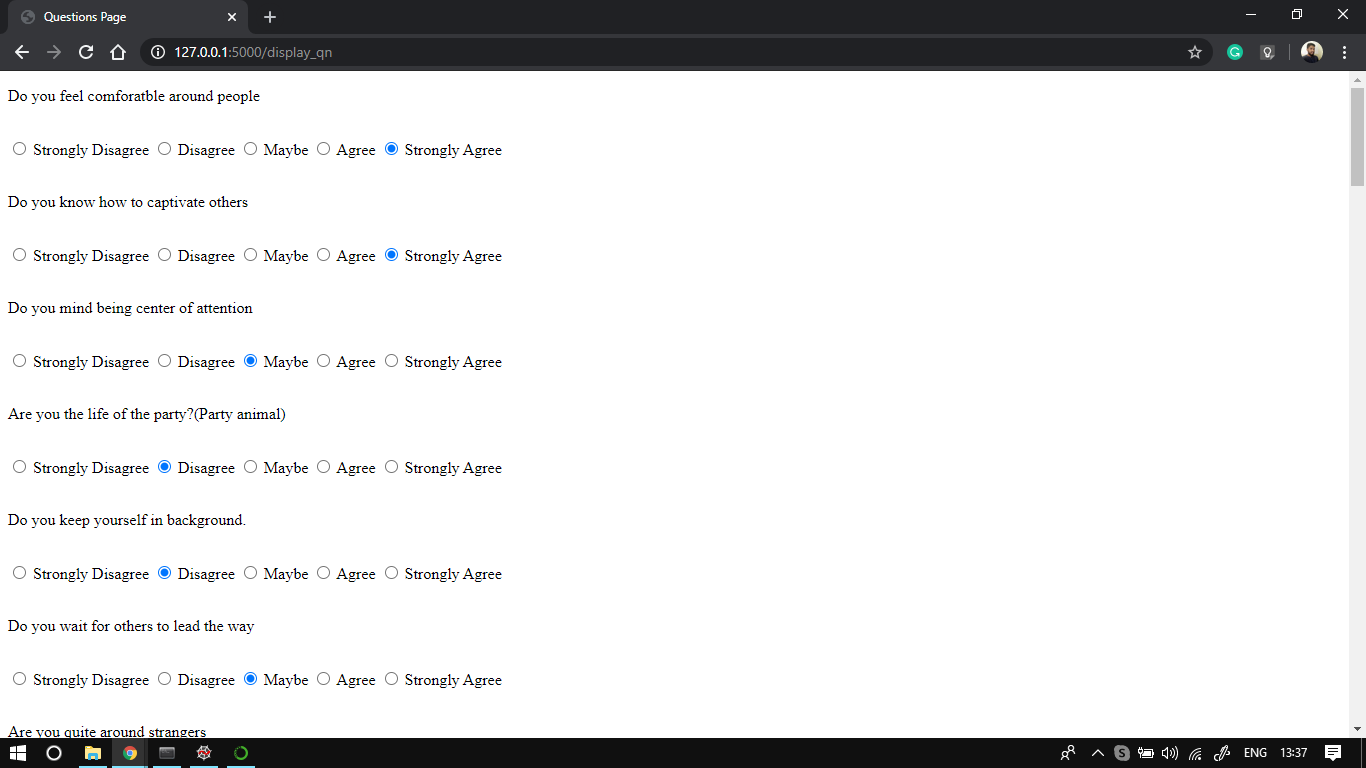 Questions Page
127.0.0.1:5000/display_qn
Do you feel comforatble around people
Strongly Disagree Disagree Maybe Agree Strongly Agree
Do you know how to captivate others
Strongly Disagree Disagree Maybe Agree Strongly Agree
Do you mind being center of attention
Strongly Disagree Disagree Maybe Agree Strongly Agree
Are you the life of the party?(Party animal)
Strongly Disagree Disagree Maybe Agree Strongly Agree
Do you keep yourself in background.
Strongly Disagree Disagree Maybe Agree Strongly Agree
Do you wait for others to lead the way
Strongly Disagree Disagree Maybe Agree Strongly Agree
Are you quite around strangers
ENG 13:37